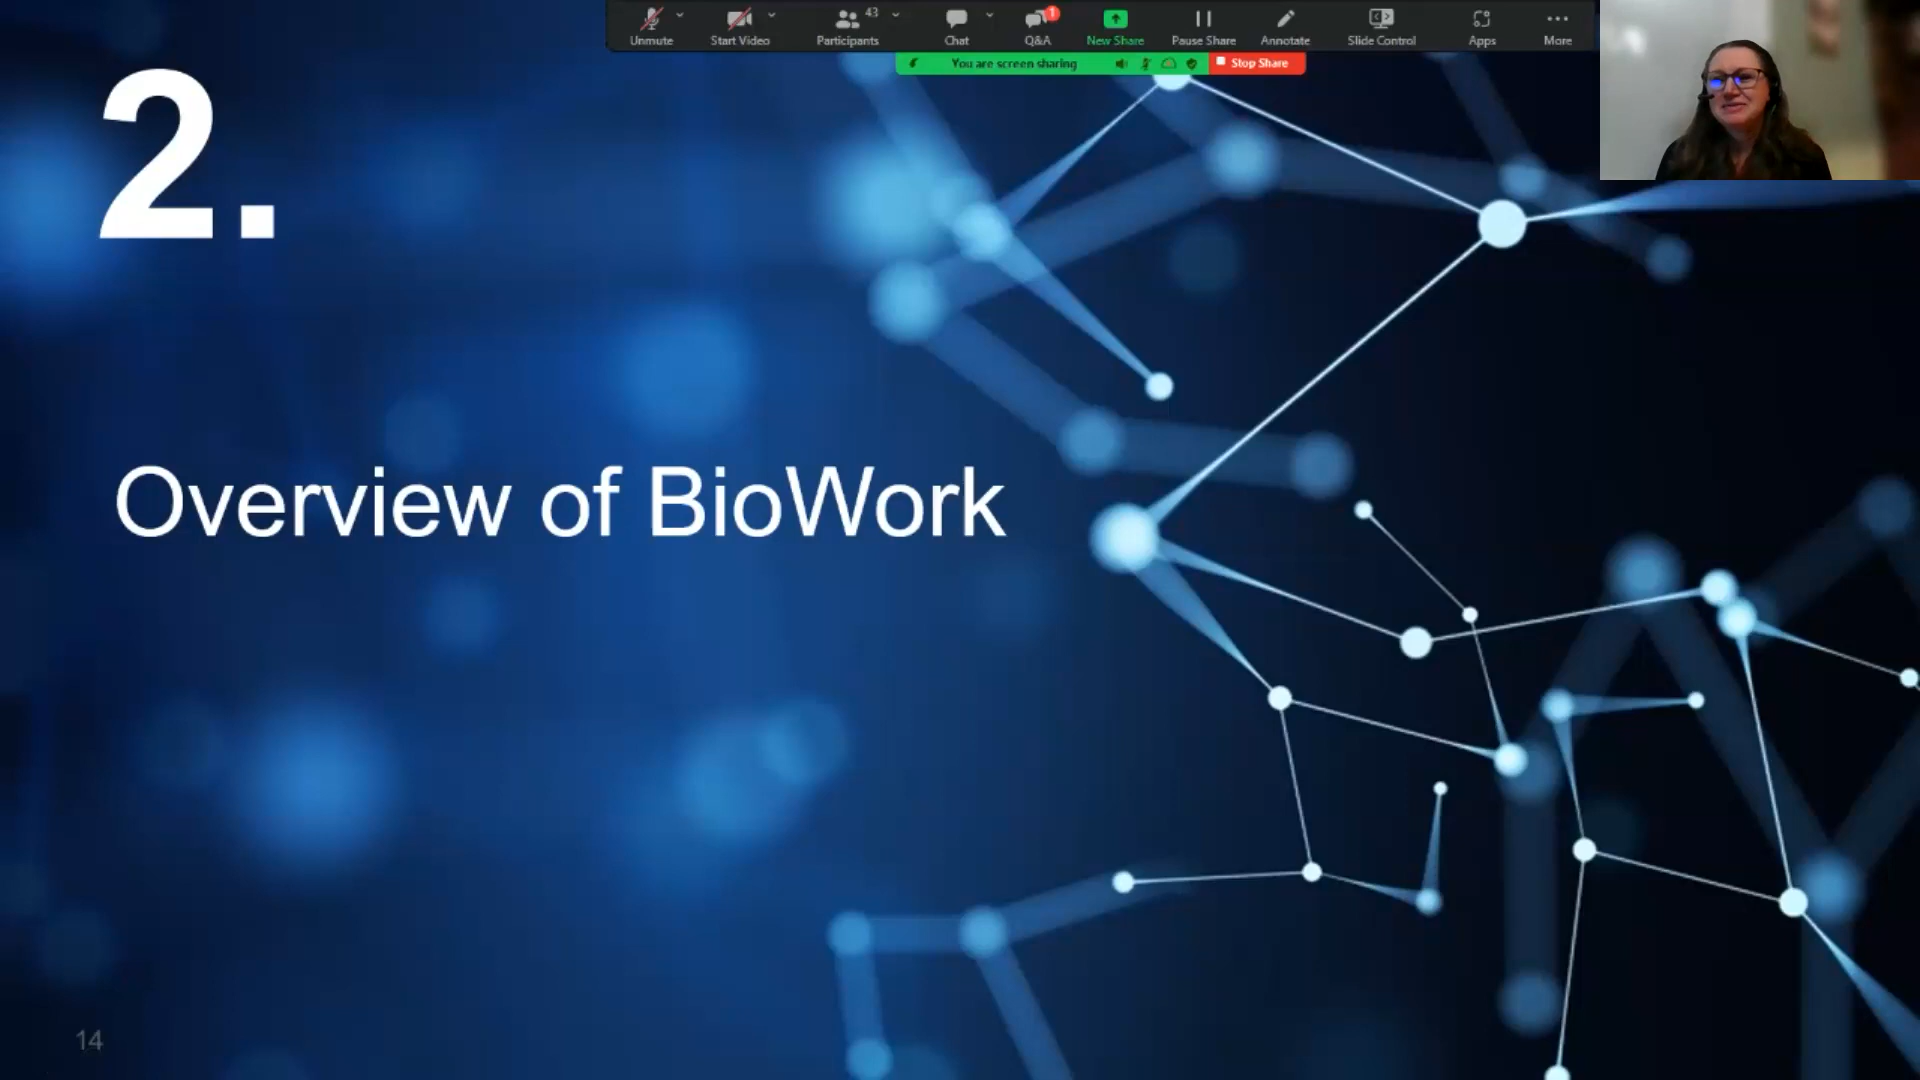 43
1
Unmute
Start Video
Participants
Chat
Q&A
New Share
Pause Share
Annotate
Slide Control
Apps
More
You are screen sharing
Stop Share
2.
Overview of BioWork
14